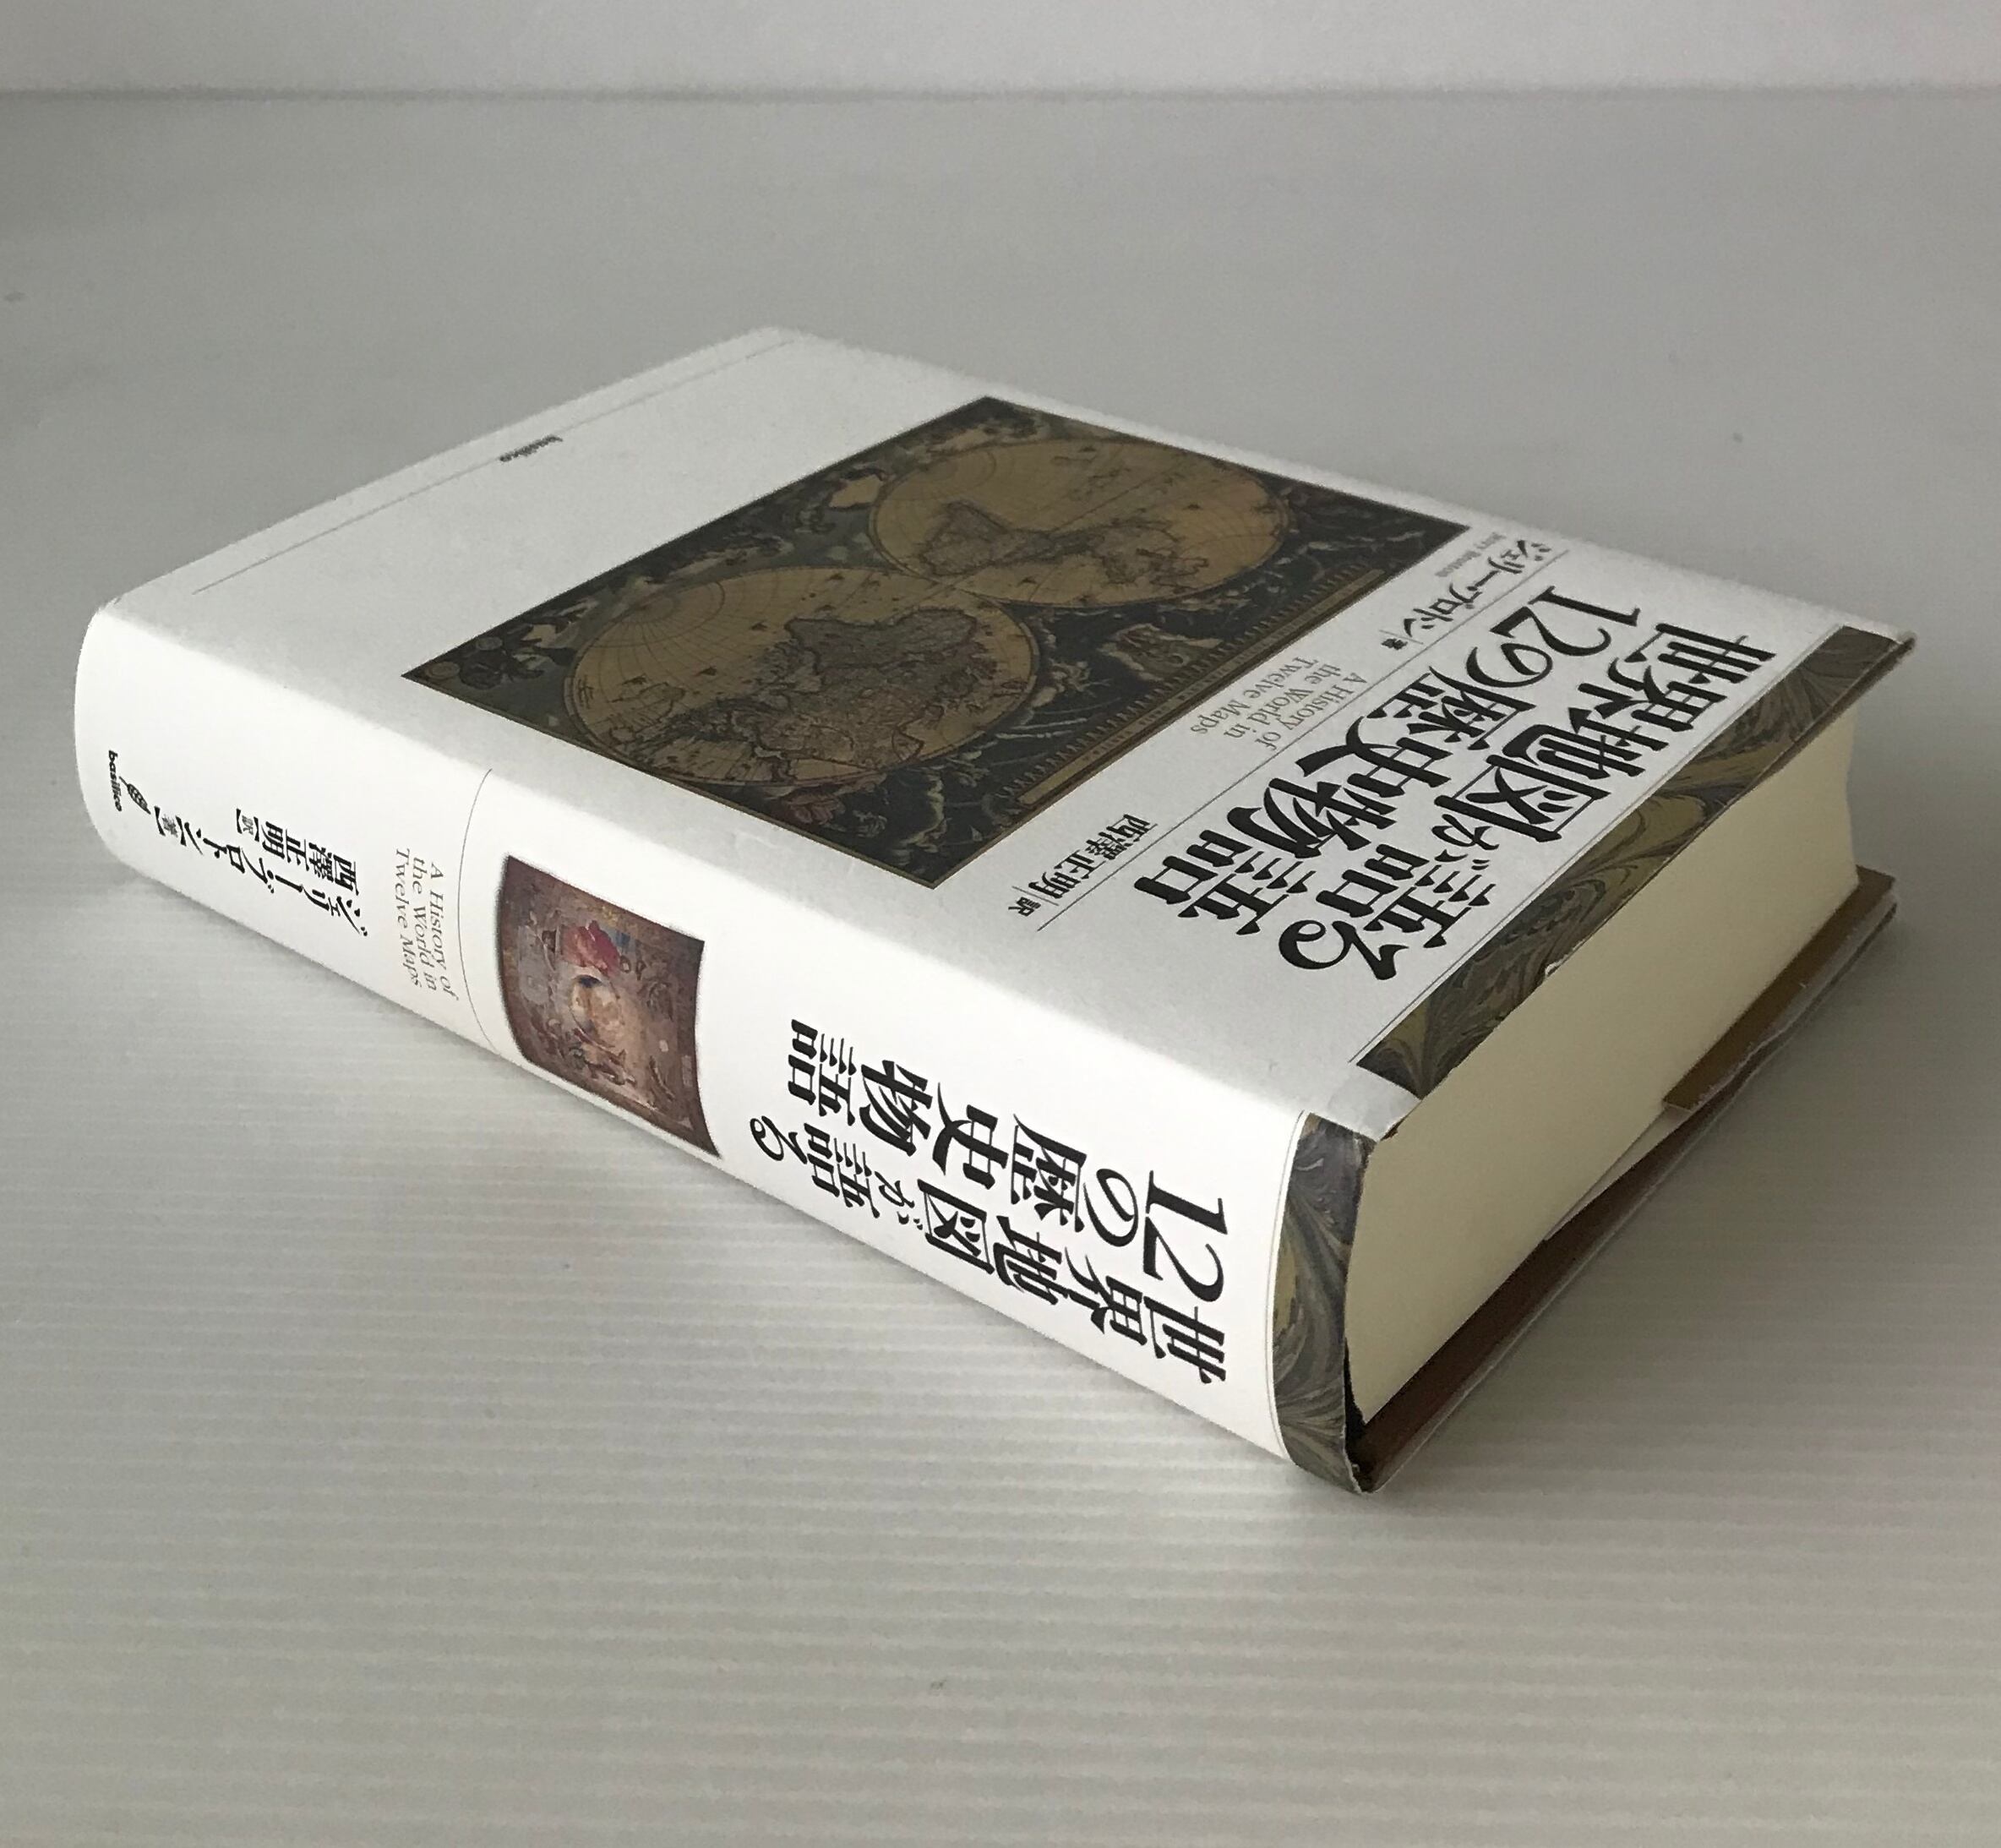 世界地図が語る
12の歴史物語
ジェリー・ブロトン｜著
Jerry Brotton
A History of
the World in
Twelve Maps
西澤正明｜訳
basilico
世界地図が語る
12の歴史物語
A History of
the World in
Twelve Maps
ジェリー・ブロトン［著］
西澤正明［訳］
basilico